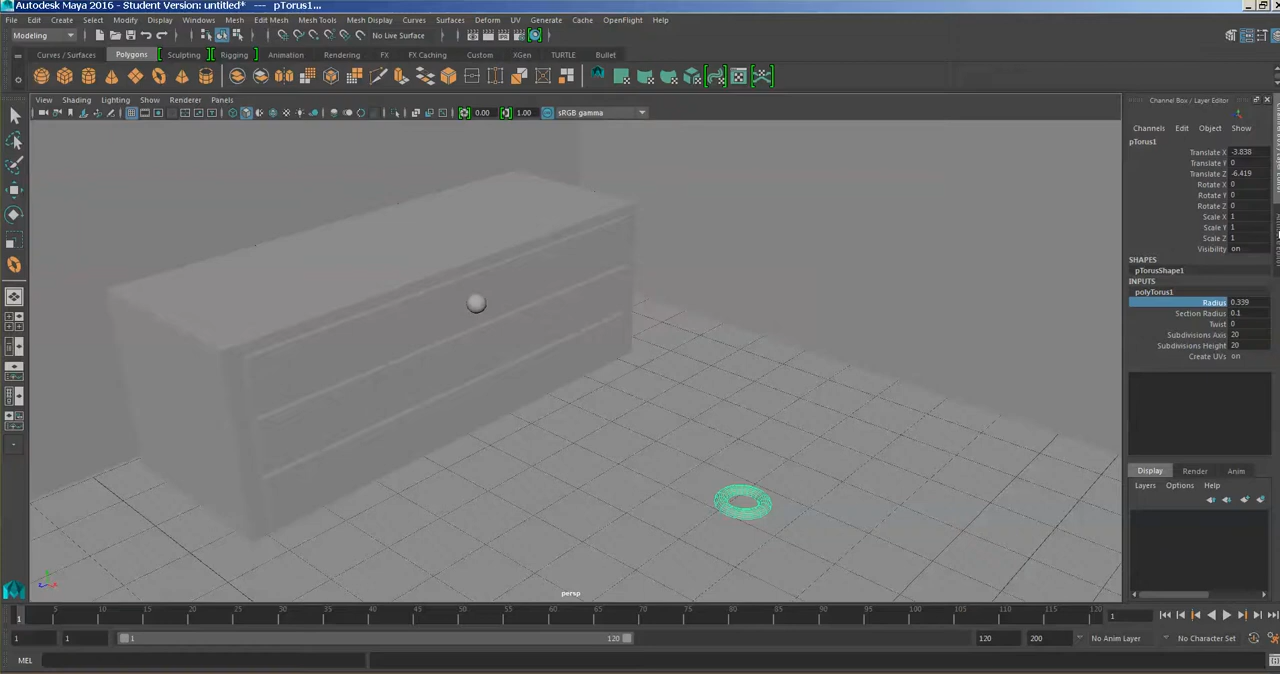 Autodesk Maya 2016 - Student Version: untitled* --- pTorus1...
File Edit Create Select Modify Display Windows Mesh Edit Mesh Mesh Tools Mesh Display Curves Surfaces Deform UV Generate Cache OpenFlight Help
Modeling No Live Surface
Curves / Surfaces Polygons Sculpting Rigging Animation Rendering FX FX Caching Custom XGen TURTLE Bullet
View Shading Lighting Show Renderer Panels
0.00 1.00 sRGB gamma
Channel Box / Layer Editor
Channels Edit Object Show
pTorus1
Translate X -3.838
Translate Y 0
Translate Z -6.419
Rotate X 0
Rotate Y 0
Rotate Z 0
Scale X 1
Scale Y 1
Scale Z 1
Visibility on
SHAPES
pTorusShape1
INPUTS
polyTorus1
Radius 0.339
Section Radius 0.1
Twist 0
Subdivisions Axis 20
Subdivisions Height 20
Create UVs on
Display Render Anim
Layers Options Help
persp
5 10 15 20 25 30 35 40 45 50 55 60 65 70 75 80 85 90 95 100 105 110 115 120
1 1
1 1 1 120 120 200 No Anim Layer No Character Set
MEL